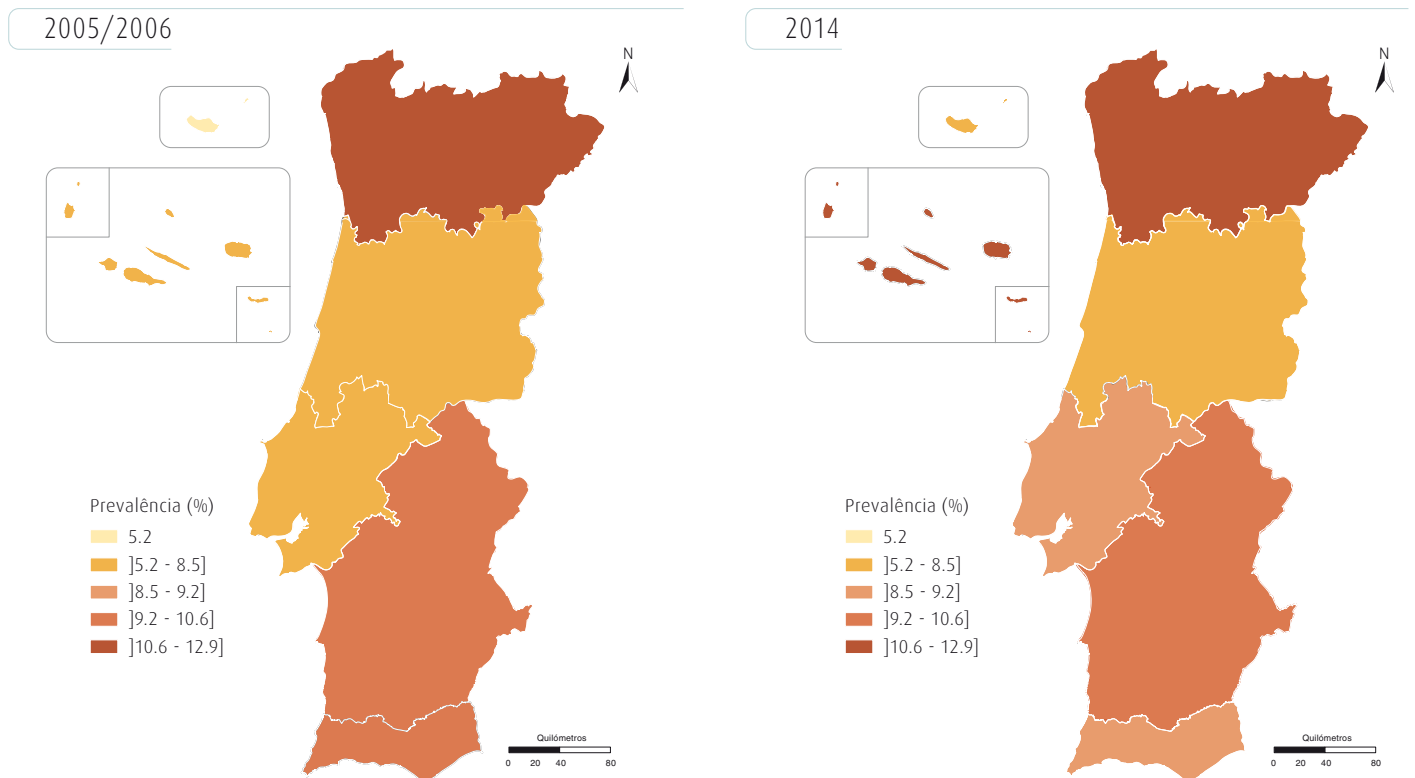 2005/2006
N
Prevalência (%)
5.2
]5.2 - 8.5]
]8.5 - 9.2]
]9.2 - 10.6]
]10.6 - 12.9]
Quilómetros
0 20 40 80
2014
N
Prevalência (%)
5.2
]5.2 - 8.5]
]8.5 - 9.2]
]9.2 - 10.6]
]10.6 - 12.9]
Quilómetros
0 20 40 80